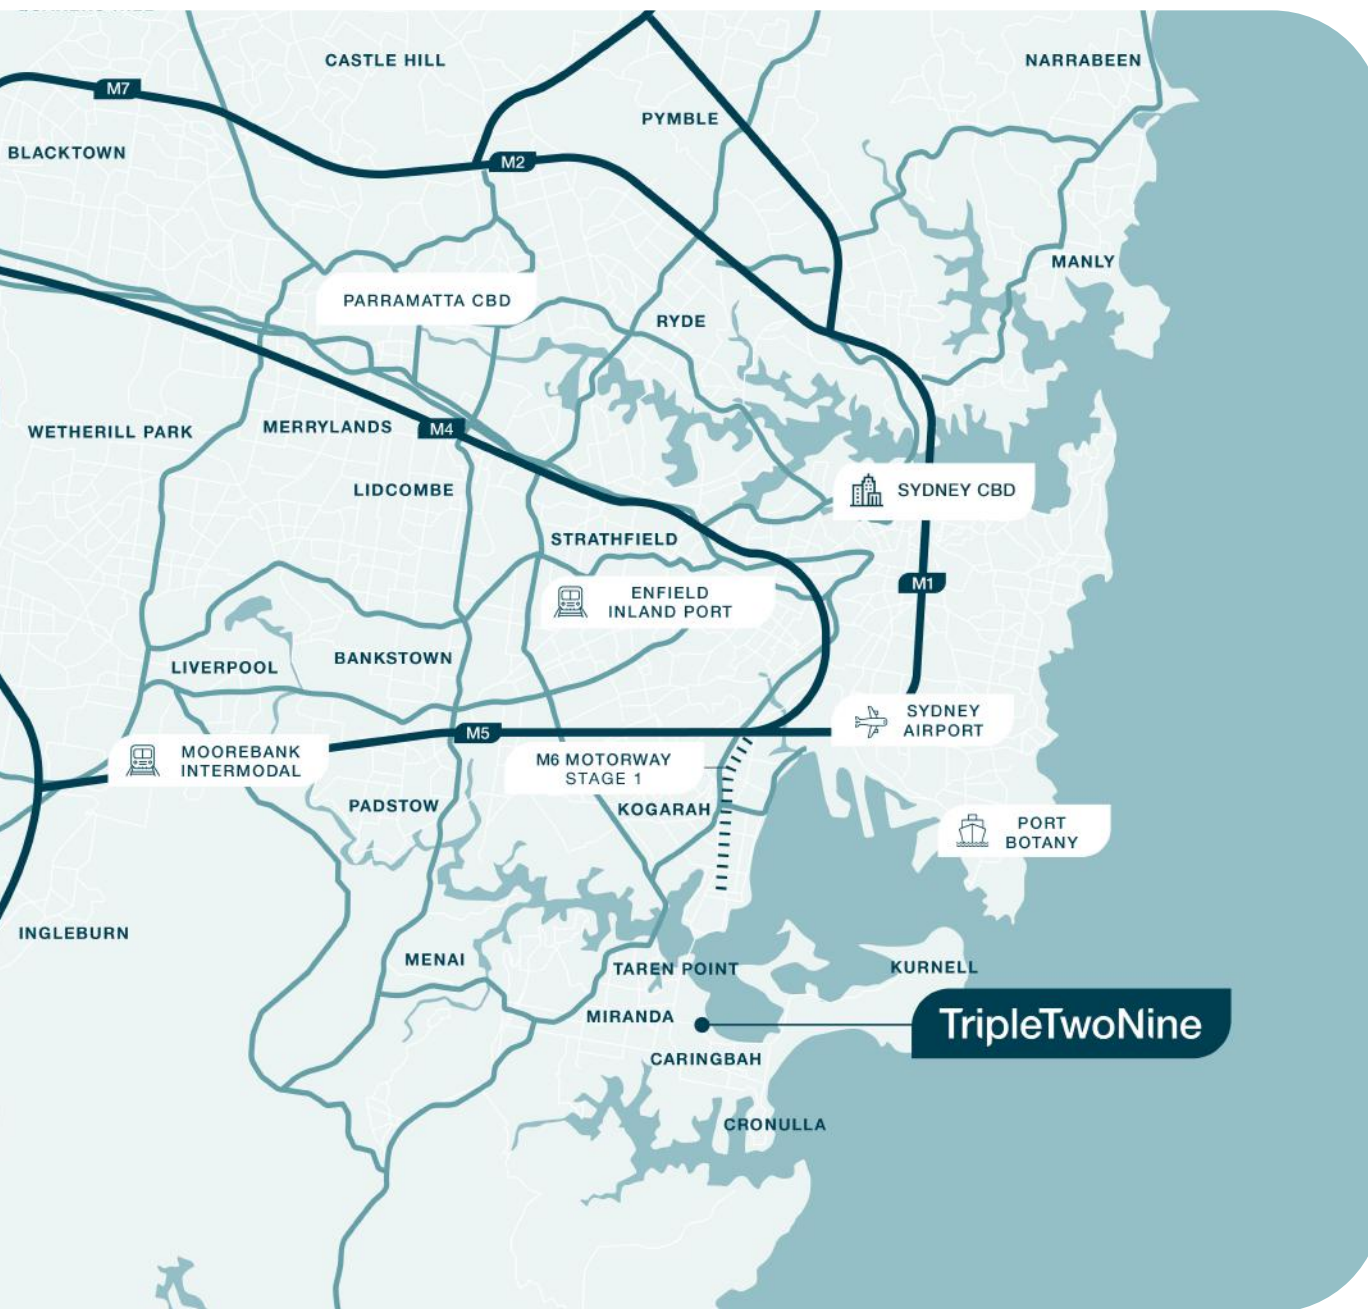 CASTLE HILL
NARRABEEN
M7
PYMBLE
BLACKTOWN
M2
MANLY
PARRAMATTA CBD
RYDE
WETHERILL PARK
MERRYLANDS
M4
LIDCOMBE
SYDNEY CBD
STRATHFIELD
M1
ENFIELD
INLAND PORT
LIVERPOOL
BANKSTOWN
SYDNEY
AIRPORT
M5
MOOREBANK
INTERMODAL
M6 MOTORWAY
STAGE 1
PADSTOW
KOGARAH
PORT
BOTANY
INGLEBURN
MENAI
TAREN POINT
KURNELL
MIRANDA
TripleTwoNine
CARINGBAH
CRONULLA